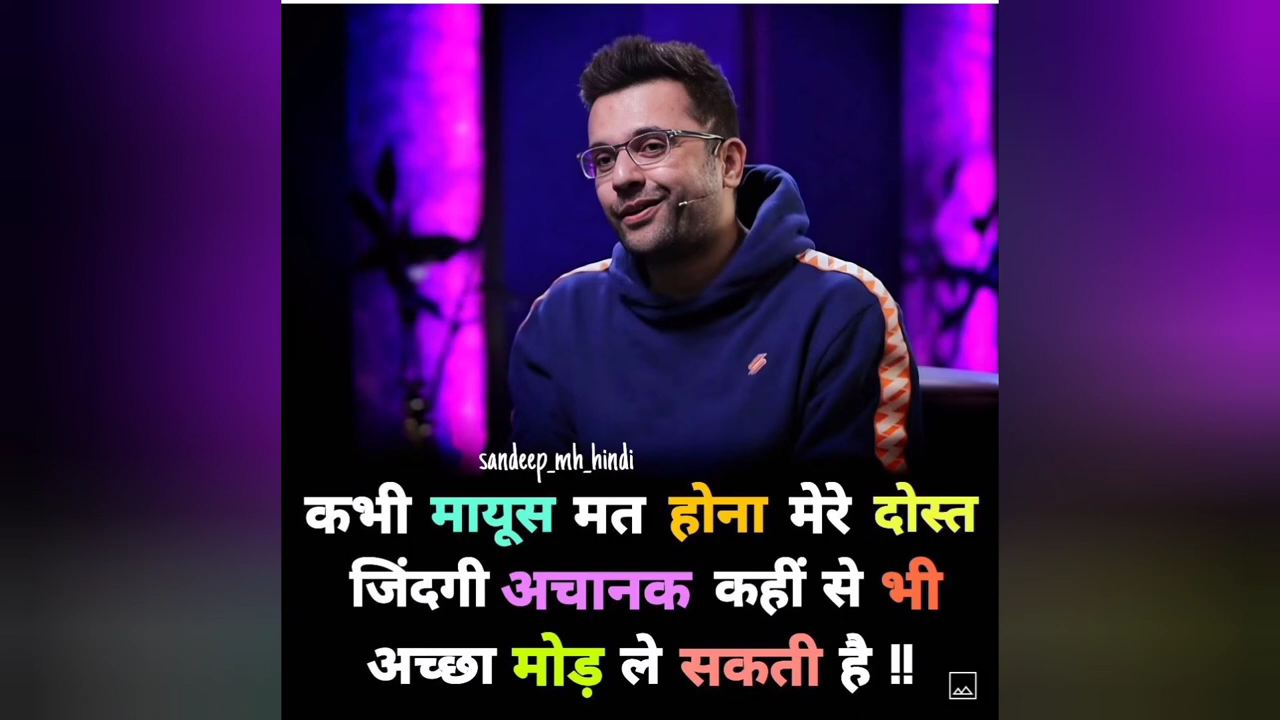 sandeep_mh_hindi
कभी मायूस मत होना मेरे दोस्त
जिंदगी अचानक कहीं से भी
अच्छा मोड़ ले सकती है !!